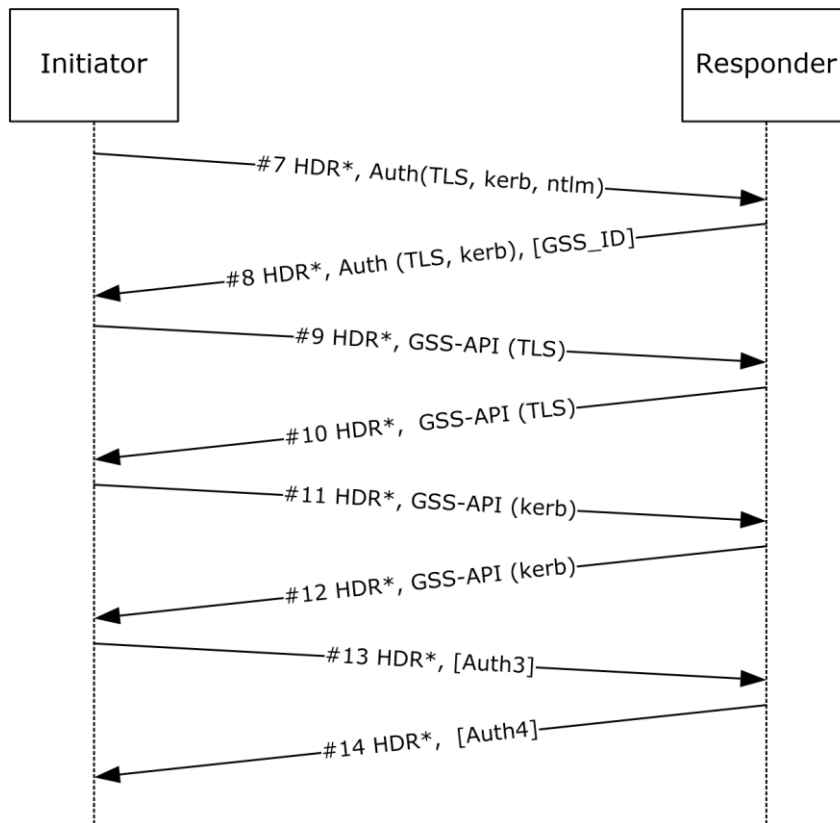 Initiator
Responder
#7 HDR*, Auth(TLS, kerb, ntlm)
#8 HDR*, Auth (TLS, kerb), [GSS_ID]
#9 HDR*, GSS-API (TLS)
#10 HDR*,  GSS-API (TLS)
#11 HDR*, GSS-API (kerb)
#12 HDR*, GSS-API (kerb)
#13 HDR*, [Auth3]
#14 HDR*,  [Auth4]